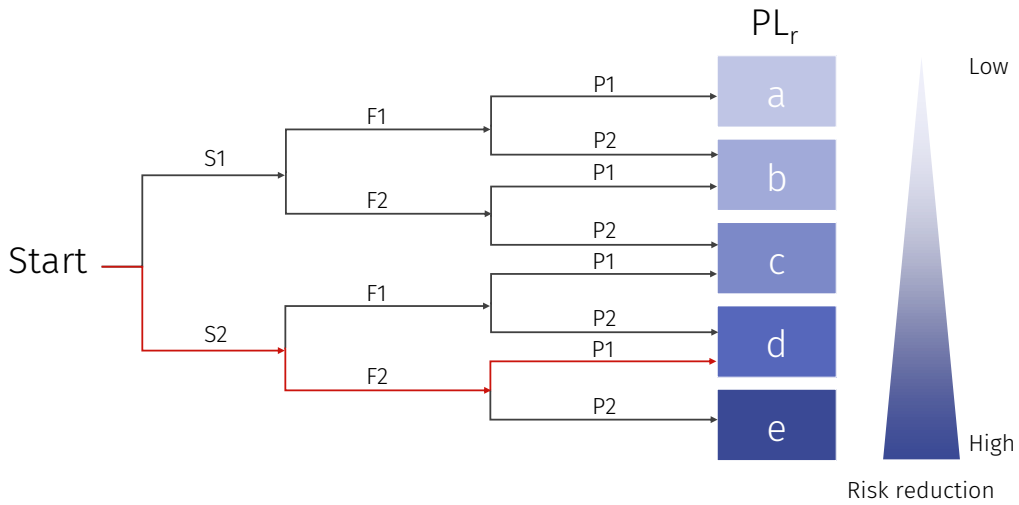 PLr
Low
P1
a
F1
P2
S1
P1
b
F2
P2
c
Start
P1
F1
P2
d
S2
P1
F2
P2
e
High
Risk reduction